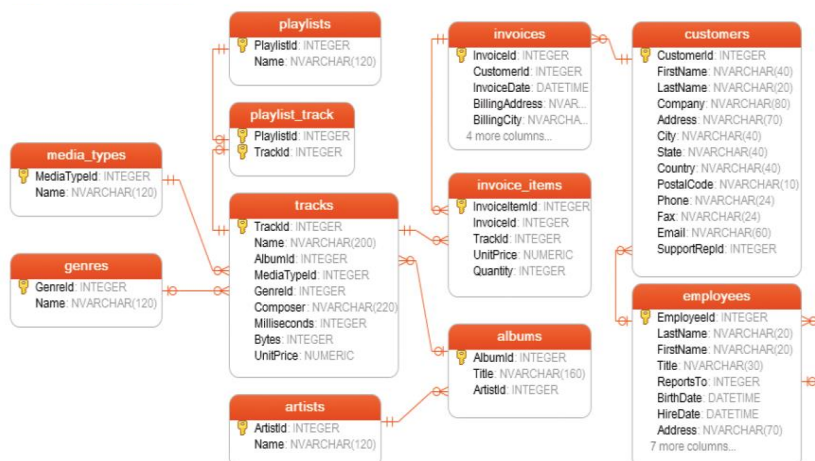 playlists
PlaylistId: INTEGER
Name: NVARCHAR(120)
playlist_track
PlaylistId: INTEGER
TrackId: INTEGER
media_types
MediaTypeId: INTEGER
Name: NVARCHAR(120)
genres
GenreId: INTEGER
Name: NVARCHAR(120)
tracks
TrackId: INTEGER
Name: NVARCHAR(200)
AlbumId: INTEGER
MediaTypeId: INTEGER
GenreId: INTEGER
Composer: NVARCHAR(220)
Milliseconds: INTEGER
Bytes: INTEGER
UnitPrice: NUMERIC
artists
ArtistId: INTEGER
Name: NVARCHAR(120)
invoices
InvoiceId: INTEGER
CustomerId: INTEGER
InvoiceDate: DATETIME
BillingAddress: NVAR...
BillingCity: NVARCHA...
4 more columns...
invoice_items
InvoiceItemId: INTEGER
InvoiceId: INTEGER
TrackId: INTEGER
UnitPrice: NUMERIC
Quantity: INTEGER
albums
AlbumId: INTEGER
Title: NVARCHAR(160)
ArtistId: INTEGER
customers
CustomerId: INTEGER
FirstName: NVARCHAR(40)
LastName: NVARCHAR(20)
Company: NVARCHAR(80)
Address: NVARCHAR(70)
City: NVARCHAR(40)
State: NVARCHAR(40)
Country: NVARCHAR(40)
PostalCode: NVARCHAR(10)
Phone: NVARCHAR(24)
Fax: NVARCHAR(24)
Email: NVARCHAR(60)
SupportRepId: INTEGER
employees
EmployeeId: INTEGER
LastName: NVARCHAR(20)
FirstName: NVARCHAR(20)
Title: NVARCHAR(30)
ReportsTo: INTEGER
BirthDate: DATETIME
HireDate: DATETIME
Address: NVARCHAR(70)
7 more columns...